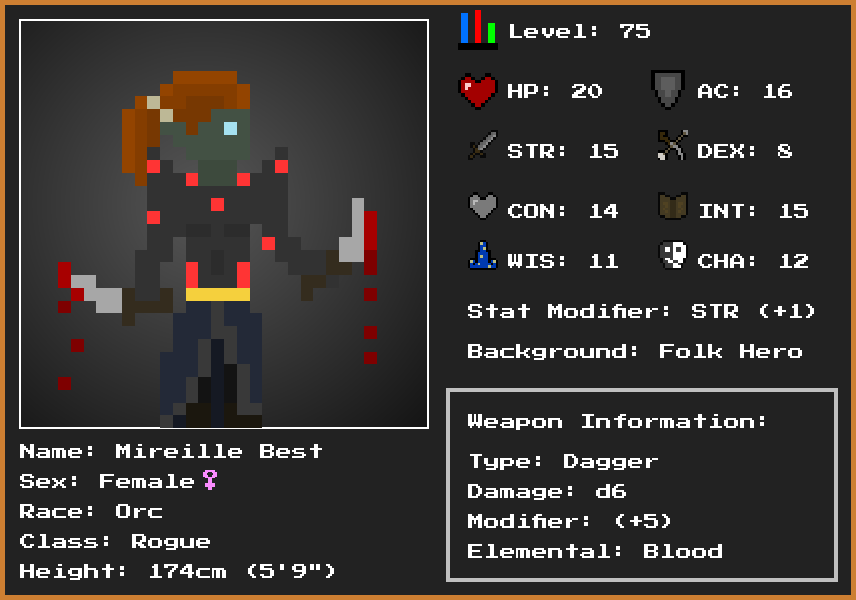 Level: 75
HP: 20
AC: 16
STR: 15
DEX: 8
CON: 14
INT: 15
WIS: 11
CHA: 12
Stat Modifier: STR (+1)
Background: Folk Hero
Weapon Information:
Type: Dagger
Damage: d6
Modifier: (+5)
Elemental: Blood
Name: Mireille Best
Sex: Female♀
Race: Orc
Class: Rogue
Height: 174cm (5'9")